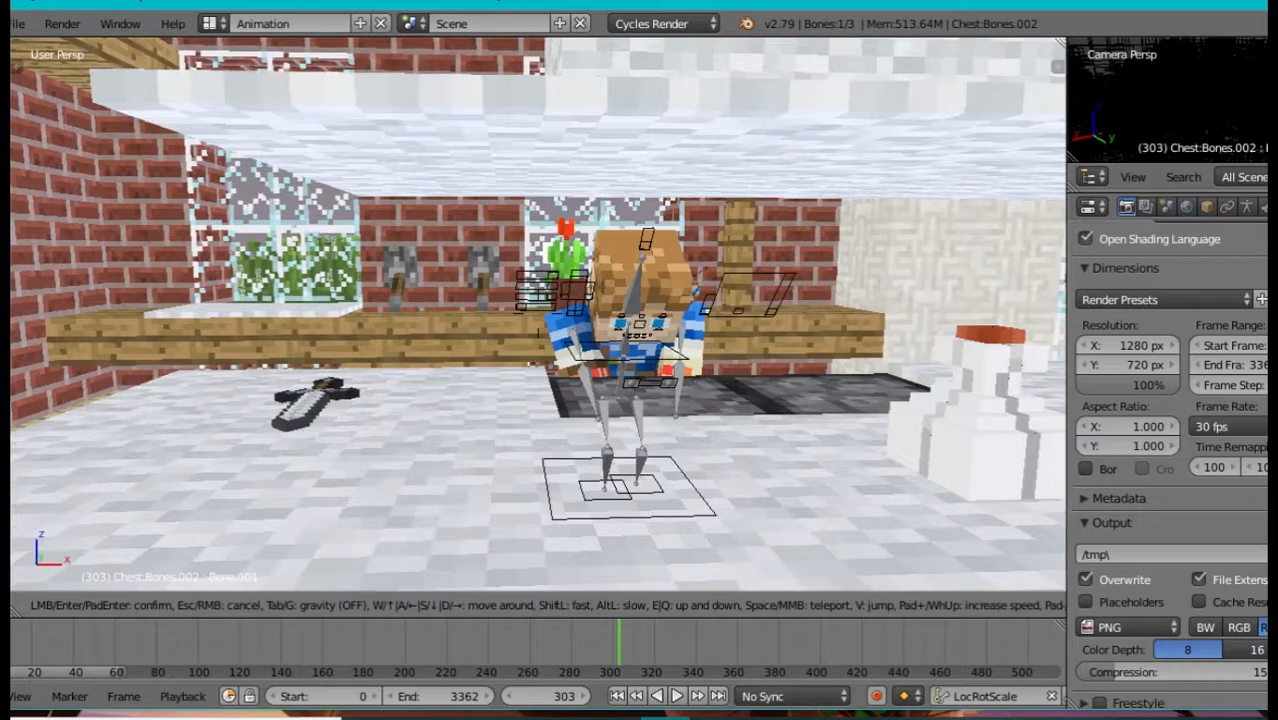 File Render Window Help Animation Scene Cycles Render v2.79 | Bones:1/3 | Mem:513.64M | Chest:Bones.002
User Persp
Camera Persp
(303) Chest:Bones.002 :
View Search All Scene
Open Shading Language
Dimensions
Render Presets
Resolution: Frame Range:
X: 1280 px Start Frame:
Y: 720 px End Fra: 336
100% Frame Step:
Aspect Ratio: Frame Rate:
X: 1.000 30 fps
Y: 1.000 Time Remapp
Bor Cro 100 10
Metadata
Output
/tmp\
Overwrite File Extens
Placeholders Cache Res
PNG BW RGB R
Color Depth: 8 16
Compression: 15
Freestyle
z
y x
(303) Chest:Bones.002 : Bone.001
LMB/Enter/PadEnter: confirm, Esc/RMB: cancel, Tab/G: gravity (OFF), W/↑|A/←|S/↓|D/→: move around, ShiftL: fast, AltL: slow, E|Q: up and down, Space/MMB: teleport, V: jump, Pad+/WhUp: increase speed, Pad-
20 40 60 80 100 120 140 160 180 200 220 240 260 280 300 320 340 360 380 400 420 440 460 480 500
View Marker Frame Playback Start: 0 End: 3362 303 No Sync LocRotScale